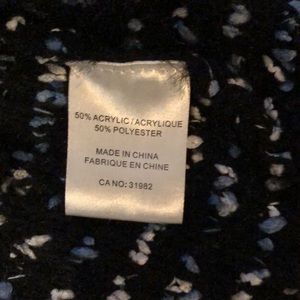 50% ACRYLIC / ACRYLIQUE
50% POLYESTER
MADE IN CHINA
FABRIQUE EN CHINE
CA NO: 31982